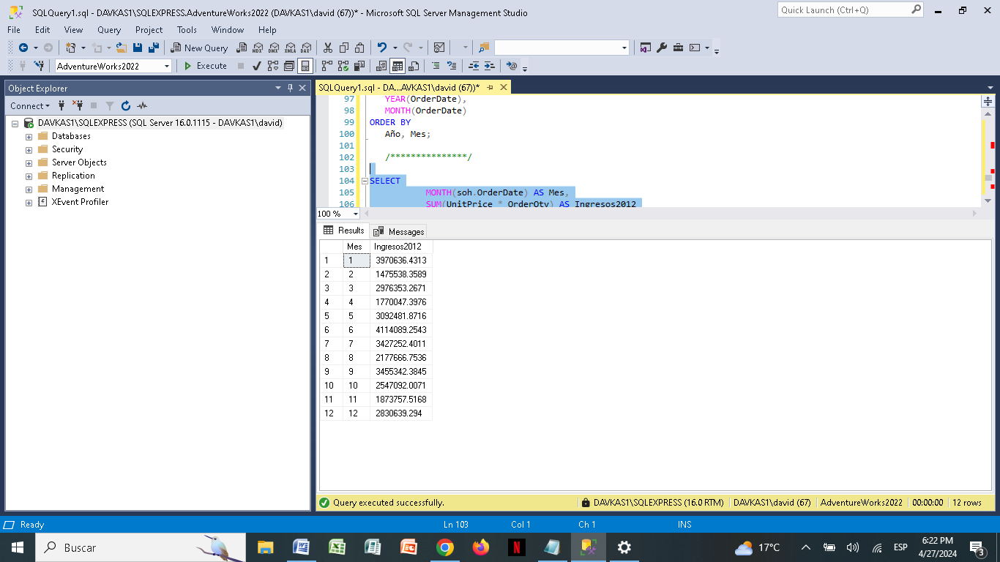 SQLQuery1.sql - DAVKAS1\SQLEXPRESS.AdventureWorks2022 (DAVKAS1\david (67))* - Microsoft SQL Server Management Studio
Quick Launch (Ctrl+Q)
File Edit View Query Project Tools Window Help
New Query MDX DMX XMLA DAX
AdventureWorks2022 Execute
Object Explorer
Connect
DAVKAS1\SQLEXPRESS (SQL Server 16.0.1115 - DAVKAS1\david)
Databases
Security
Server Objects
Replication
Management
XEvent Profiler
SQLQuery1.sql - DA...AVKAS1\david (67))*
97 YEAR(OrderDate),
98 MONTH(OrderDate)
99 ORDER BY
100 Año, Mes;
101
102 /***************/
103
104 SELECT
105 MONTH(soh.OrderDate) AS Mes,
106 SUM(UnitPrice * OrderQty) AS Ingresos2012
100 %
Results Messages
Mes Ingresos2012
1 1 3970636.4313
2 2 1475538.3589
3 3 2976353.2671
4 4 1770047.3976
5 5 3092481.8716
6 6 4114089.2543
7 7 3427252.4011
8 8 2177666.7536
9 9 3455342.3845
10 10 2547092.0071
11 11 1873757.5168
12 12 2830639.294
Query executed successfully. DAVKAS1\SQLEXPRESS (16.0 RTM) DAVKAS1\david (67) AdventureWorks2022 00:00:00 12 rows
Ready Ln 103 Col 1 Ch 1 INS
Buscar 17°C ESP 6:22 PM
4/27/2024 3